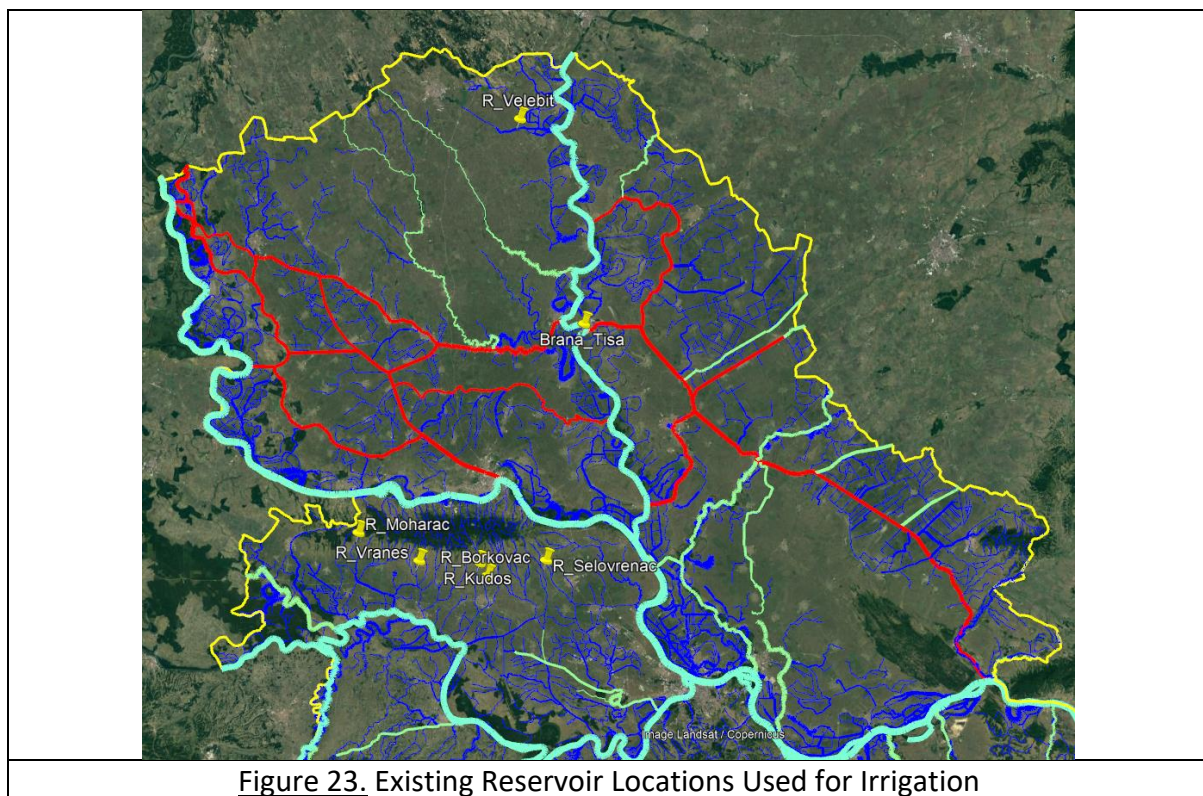 R_Velebit
Brana_Tisa
R_Moharac
R_Vranes
R_Borkovac
R_Selovrenac
R_Kudos
Image Landsat / Copernicus
Figure 23. Existing Reservoir Locations Used for Irrigation